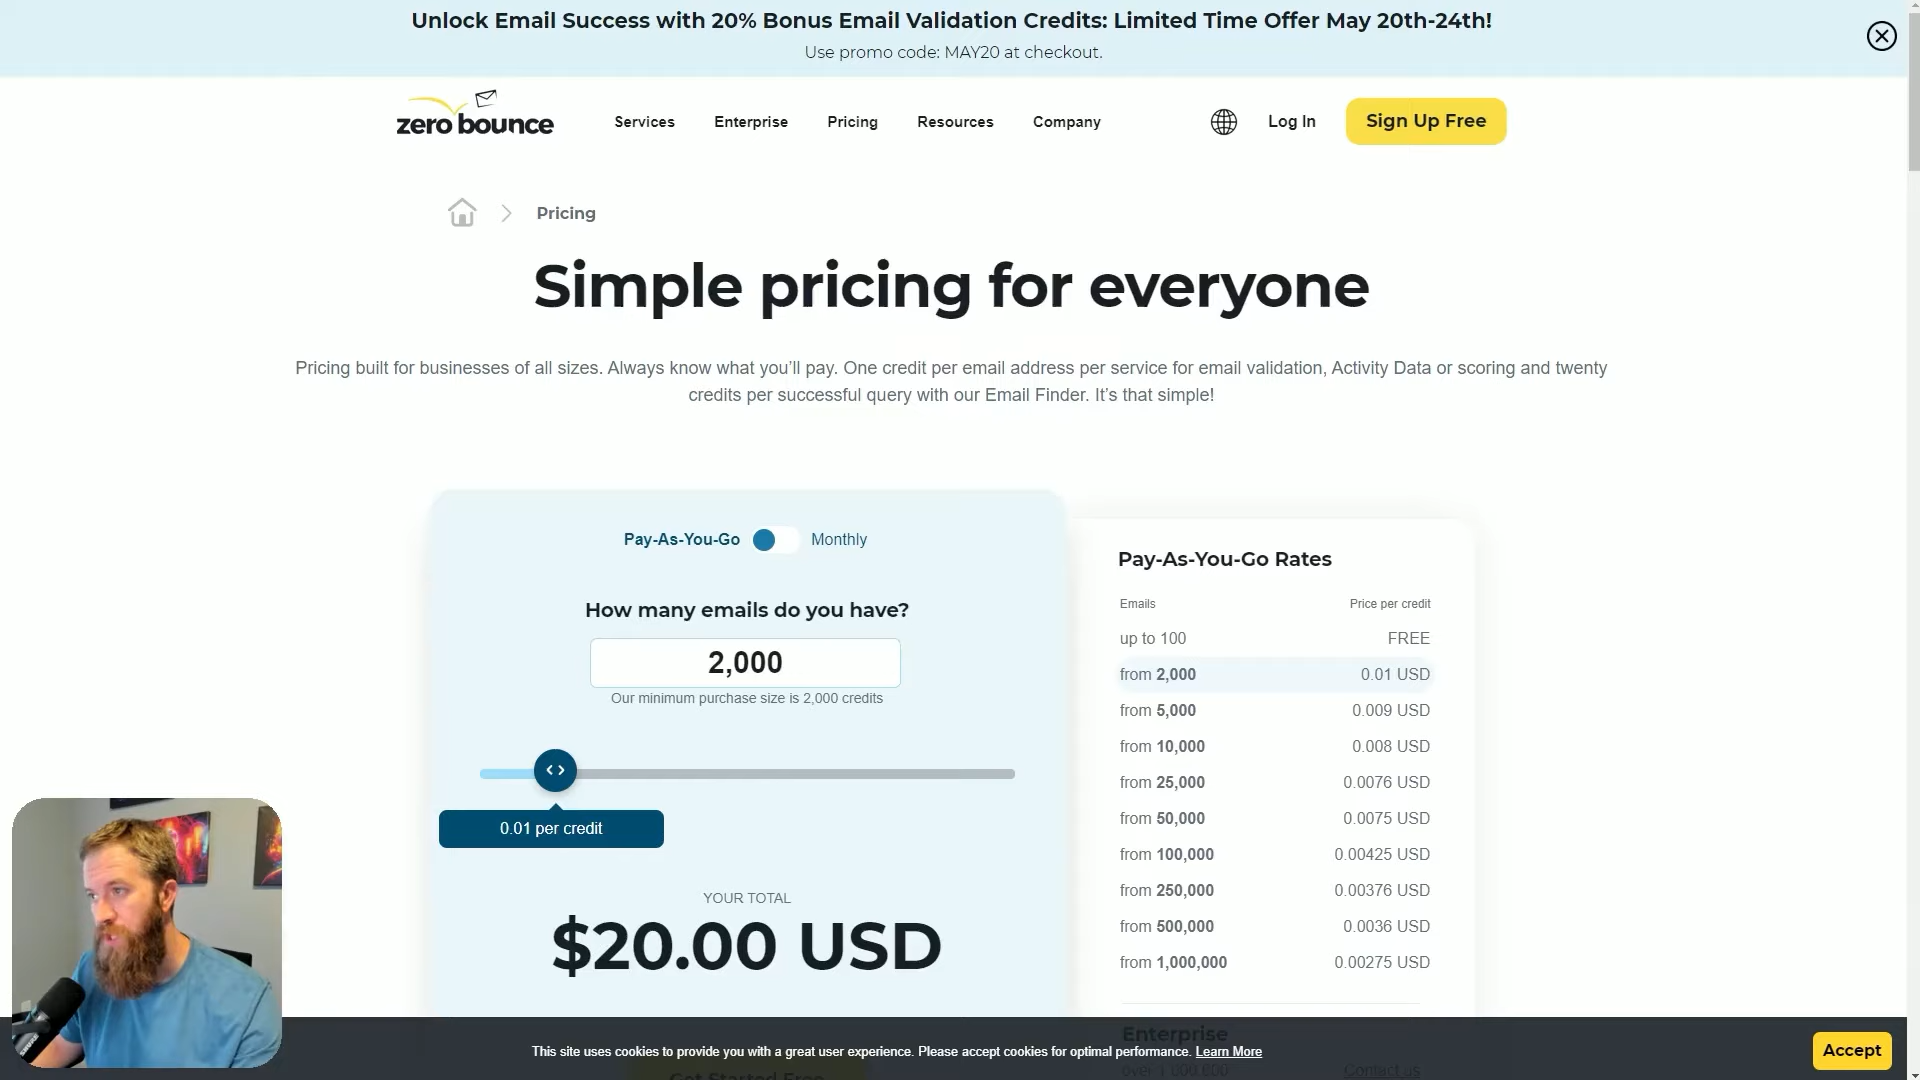 Unlock Email Success with 20% Bonus Email Validation Credits: Limited Time Offer May 20th-24th!
Use promo code: MAY20 at checkout.
zero bounce
Services
Enterprise
Pricing
Resources
Company
Log In
Sign Up Free
Pricing
Simple pricing for everyone
Pricing built for businesses of all sizes. Always know what you’ll pay. One credit per email address per service for email validation, Activity Data or scoring and twenty
credits per successful query with our Email Finder. It’s that simple!
Pay-As-You-Go
Monthly
How many emails do you have?
2,000
Our minimum purchase size is 2,000 credits
0.01 per credit
YOUR TOTAL
$20.00 USD
Get Started Free
Pay-As-You-Go Rates
Emails Price per credit
up to 100 FREE
from 2,000 0.01 USD
from 5,000 0.009 USD
from 10,000 0.008 USD
from 25,000 0.0076 USD
from 50,000 0.0075 USD
from 100,000 0.00425 USD
from 250,000 0.00376 USD
from 500,000 0.0036 USD
from 1,000,000 0.00275 USD
Enterprise
over 1,000,000 Contact us
This site uses cookies to provide you with a great user experience. Please accept cookies for optimal performance. Learn More
Accept
SHURE